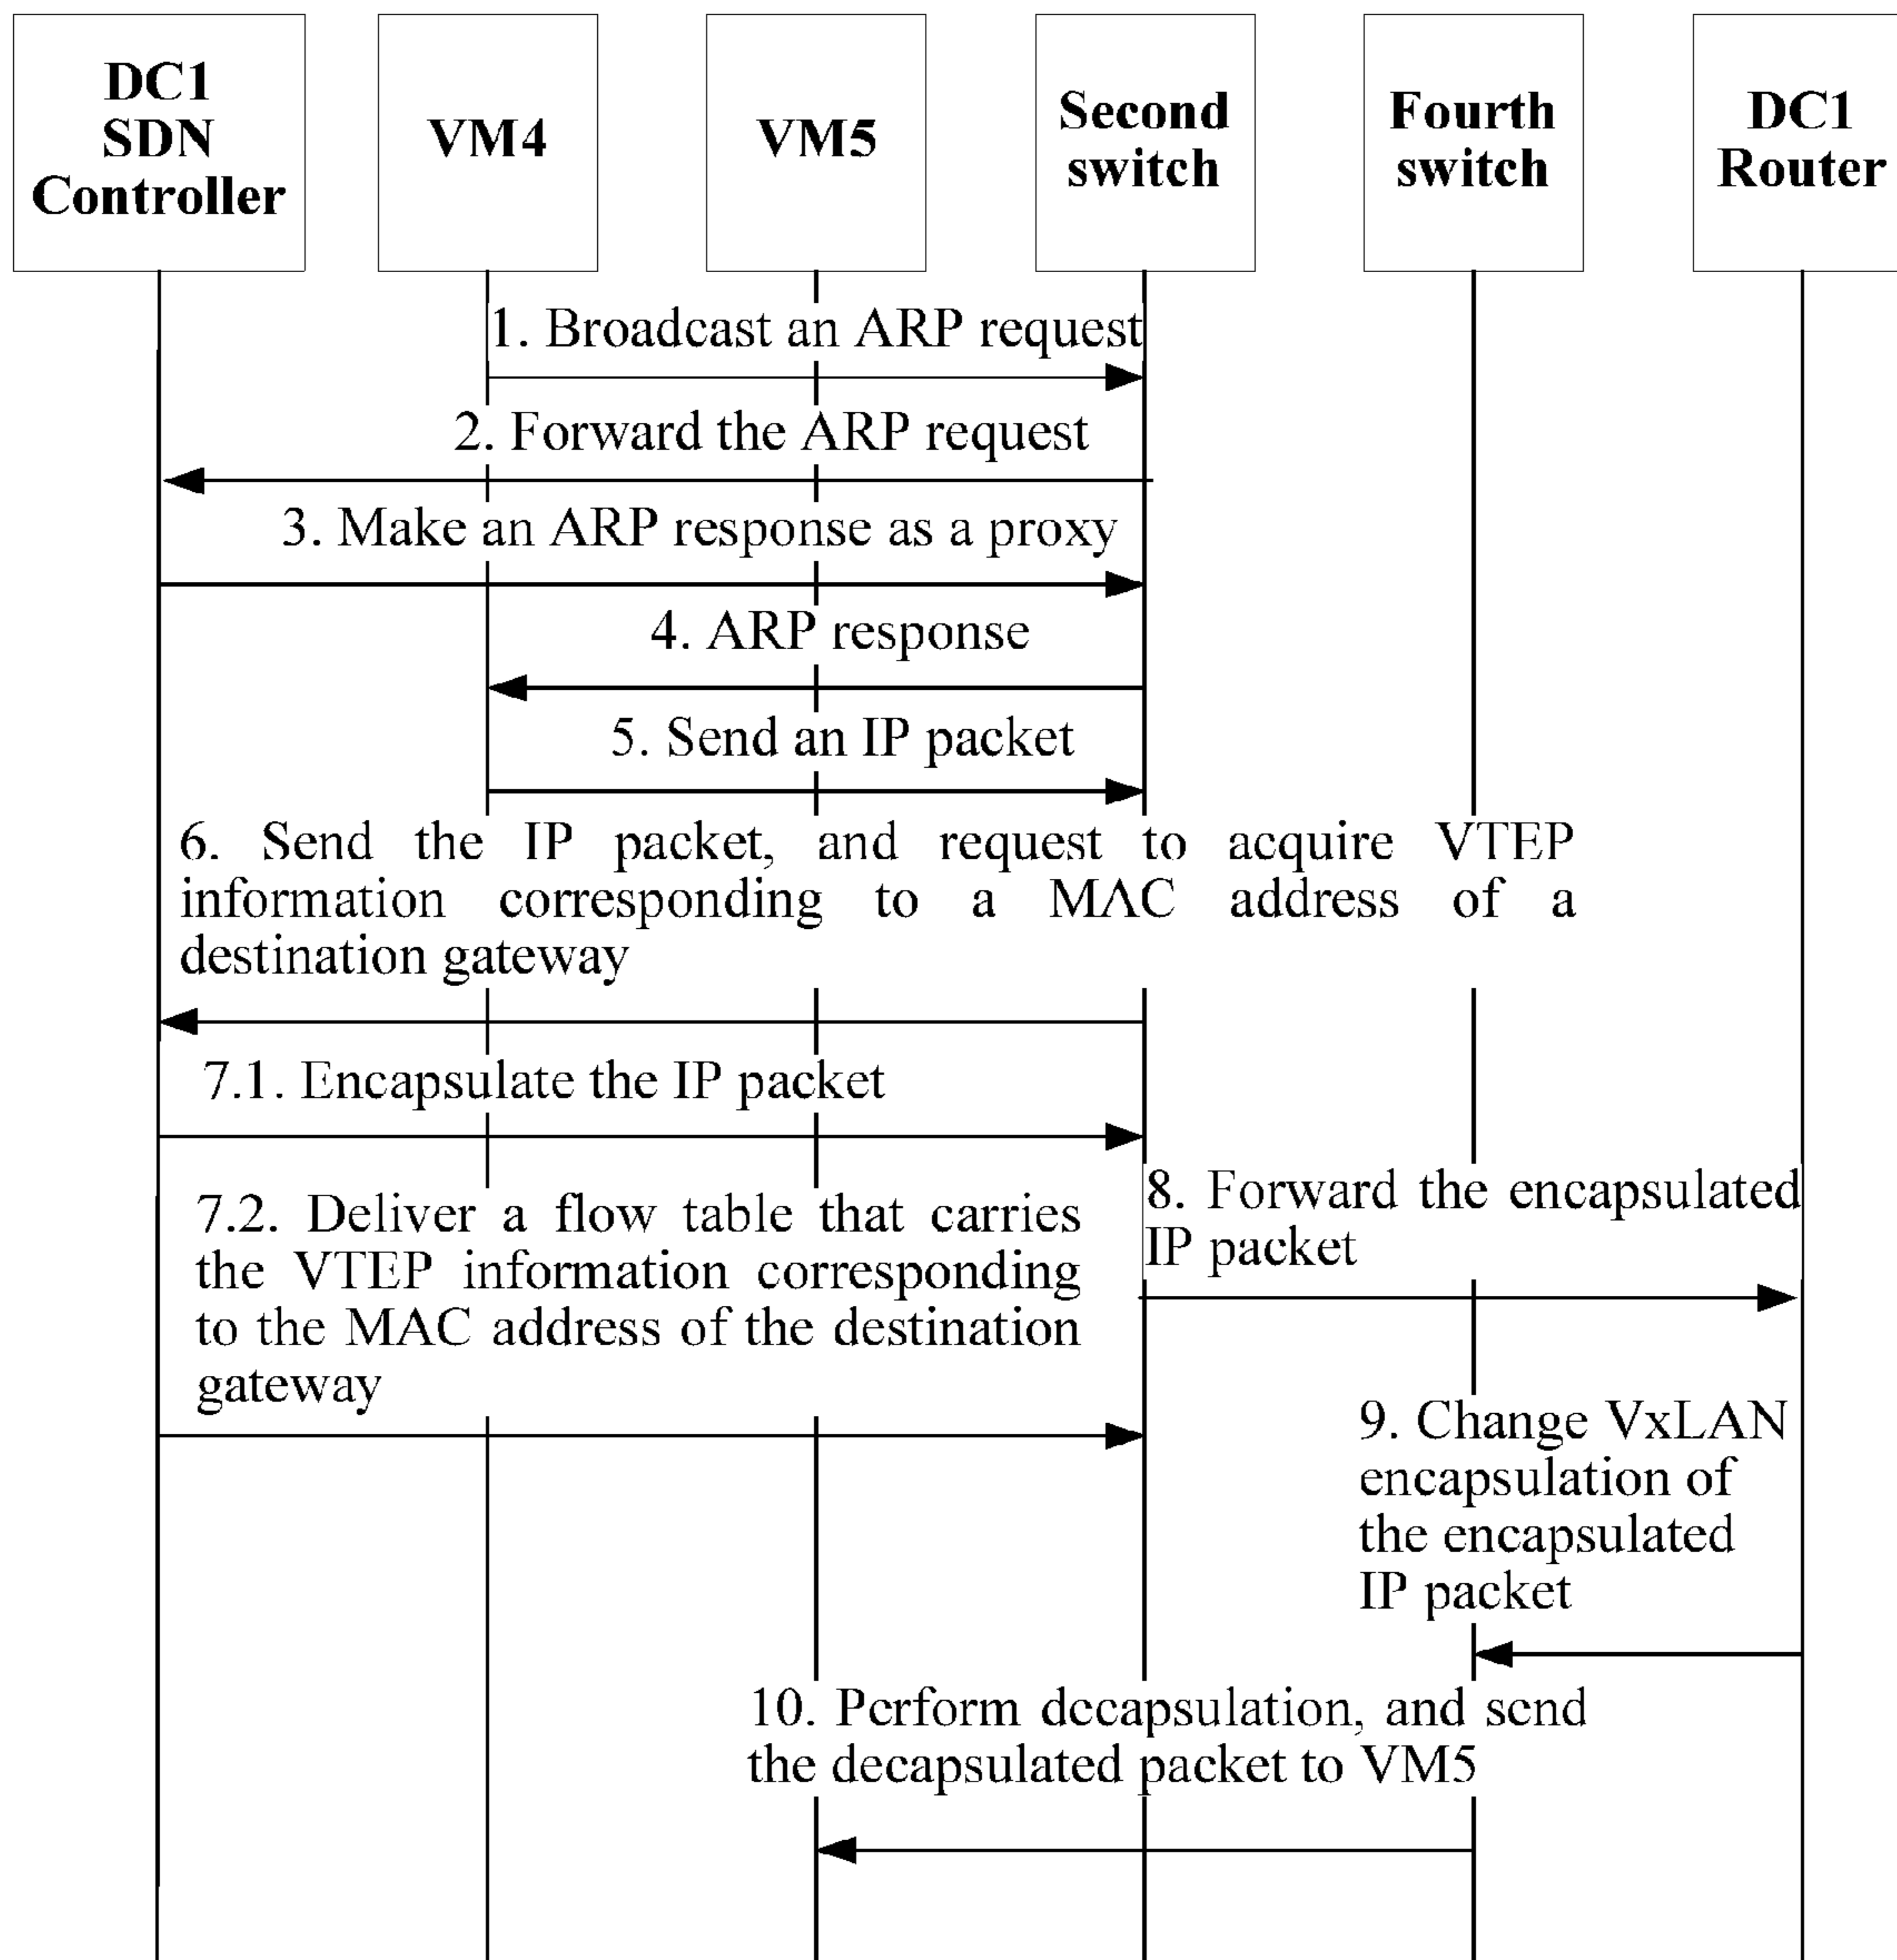 DC1
SDN
Controller
VM4
VM5
Second
switch
Fourth
switch
DC1
Router
1. Broadcast an ARP request
2. Forward the ARP request
3. Make an ARP response as a proxy
4. ARP response
5. Send an IP packet
6. Send the IP packet, and request to acquire VTEP
information corresponding to a MAC address of a
destination gateway
7.1. Encapsulate the IP packet
7.2. Deliver a flow table that carries
the VTEP information corresponding
to the MAC address of the destination
gateway
8. Forward the encapsulated
IP packet
9. Change VxLAN
encapsulation of
the encapsulated
IP packet
10. Perform decapsulation, and send
the decapsulated packet to VM5